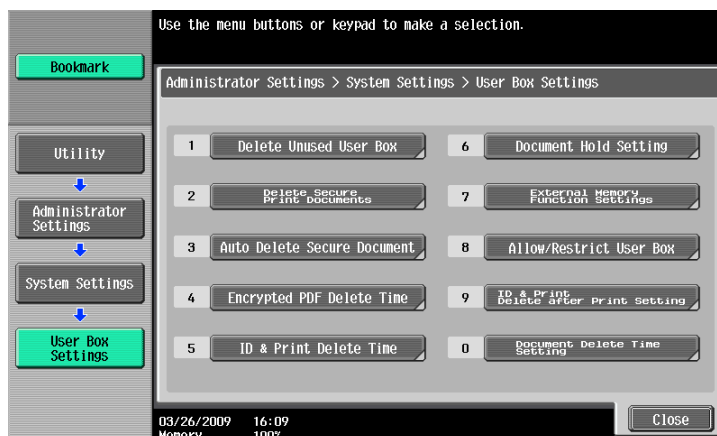 Use the menu buttons or keypad to make a selection.
Bookmark
Administrator Settings > System Settings > User Box Settings
Utility
Administrator
Settings
System Settings
User Box
Settings
1 Delete Unused User Box
2 Delete Secure
Print Documents
3 Auto Delete Secure Document
4 Encrypted PDF Delete Time
5 ID & Print Delete Time
6 Document Hold Setting
7 External Memory
Function Settings
8 Allow/Restrict User Box
9 ID & Print
Delete after Print Setting
0 Document Delete Time
Setting
03/26/2009 16:09
Memory 100%
Close